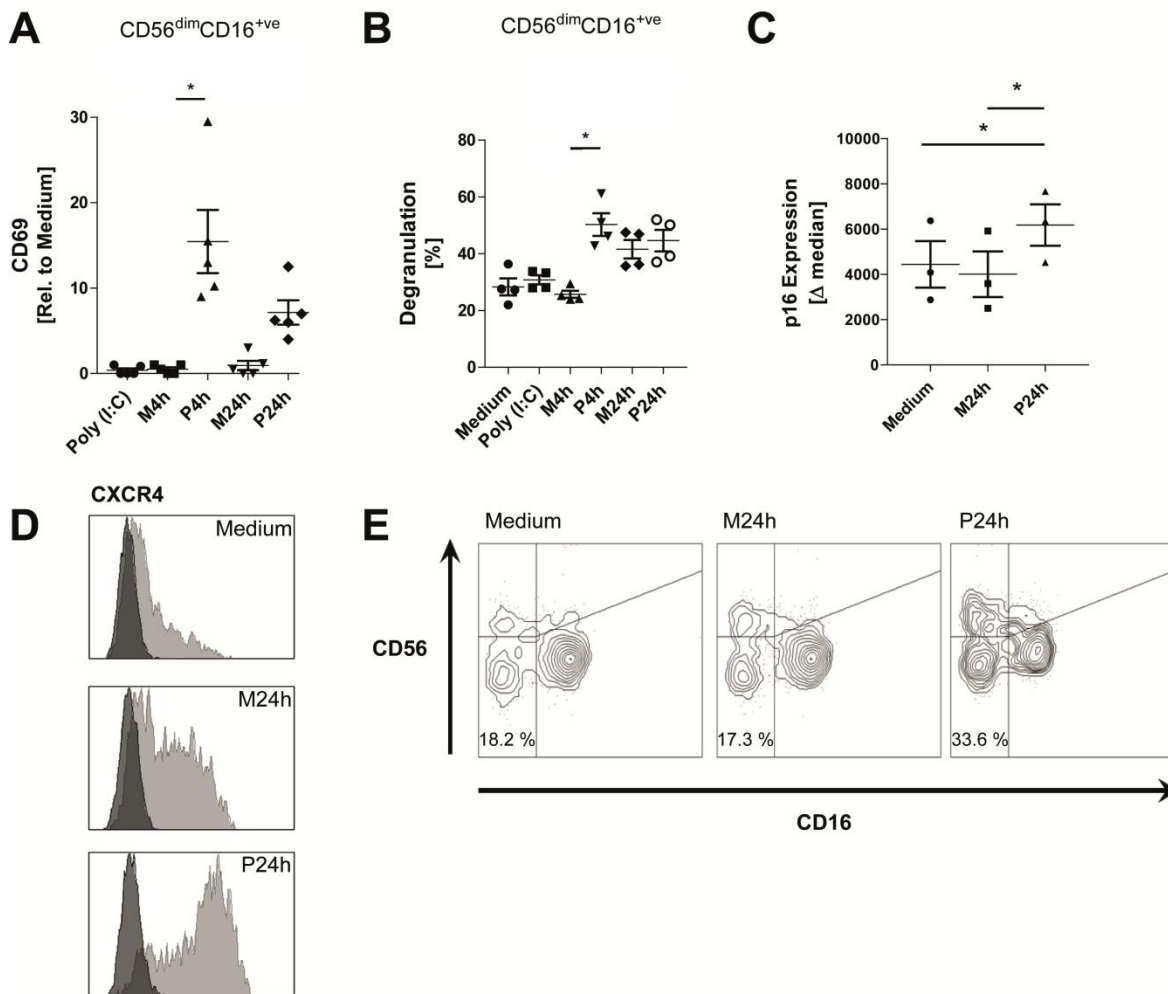 A
CD56dimCD16+ve
*
CD69
[Rel. to Medium]
30
20
10
0
Poly (I:C)
M4h
P4h
M24h
P24h
B
CD56dimCD16+ve
*
Degranulation
[%]
80
60
40
20
0
Medium
Poly (I:C)
M4h
P4h
M24h
P24h
C
*
*
p16 Expression
[Δ median]
10000
8000
6000
4000
2000
0
Medium
M24h
P24h
D
CXCR4
Medium
M24h
P24h
E
Medium
M24h
P24h
CD56
18.2 %
17.3 %
33.6 %
CD16